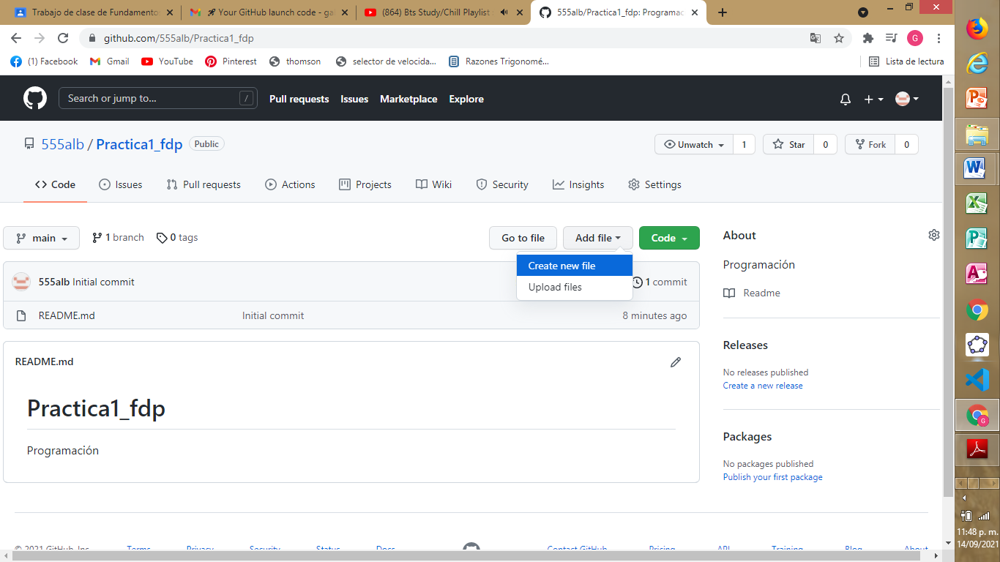 Trabajo de clase de Fundamento
Your GitHub launch code - ga
(864) Bts Study/Chill Playlist
555alb/Practica1_fdp: Programac
github.com/555alb/Practica1_fdp
G
(1) Facebook
Gmail
YouTube
Pinterest
thomson
selector de velocida...
Razones Trigonomé...
Lista de lectura
Search or jump to...
/
Pull requests
Issues
Marketplace
Explore
555alb / Practica1_fdp
Public
Unwatch
1
Star
0
Fork
0
Code
Issues
Pull requests
Actions
Projects
Wiki
Security
Insights
Settings
main
1 branch
0 tags
Go to file
Add file
Code
Create new file
Upload files
555alb Initial commit
1 commit
README.md
Initial commit
8 minutes ago
README.md
Practica1_fdp
Programación
About
Programación
Readme
Releases
No releases published
Create a new release
Packages
No packages published
Publish your first package
© 2021 GitHub, Inc.
Terms
Privacy
Security
Status
Docs
Contact GitHub
Pricing
API
Training
Blog
About
11:48 p. m.
14/09/2021